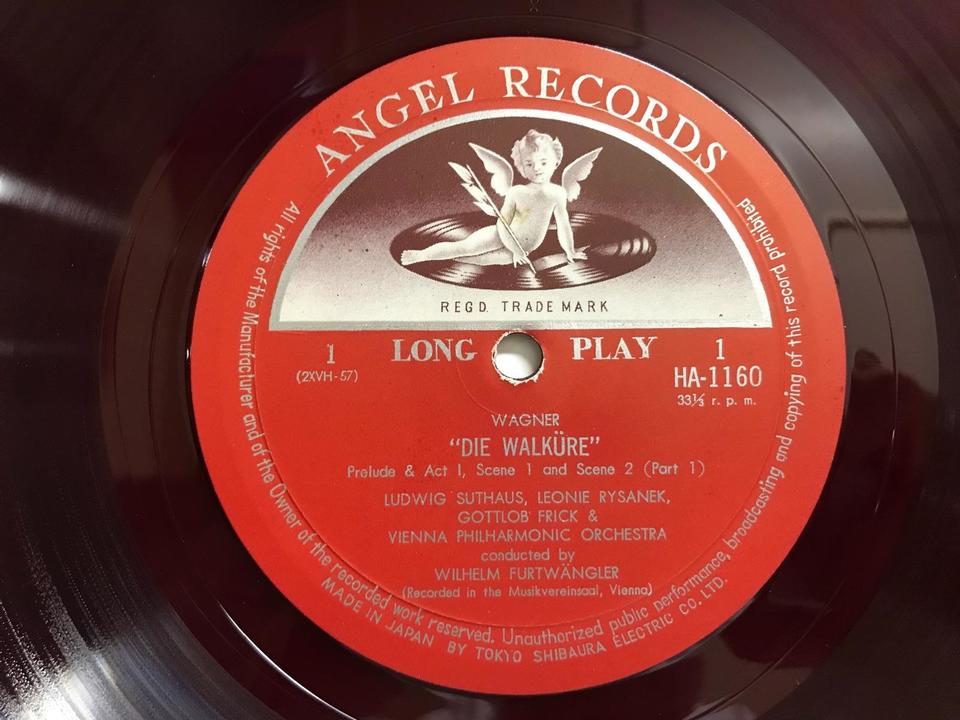 ANGEL RECORDS
REGD. TRADE MARK
1 LONG PLAY 1
(2XVH-57) HA-1160
33⅓ r. p. m.
WAGNER
"DIE WALKÜRE"
Prelude & Act I, Scene 1 and Scene 2 (Part 1)
LUDWIG SUTHAUS, LEONIE RYSANEK,
GOTTLOB FRICK &
VIENNA PHILHARMONIC ORCHESTRA
conducted by
WILHELM FURTWÄNGLER
(Recorded in the Musikvereinsaal, Vienna)
All rights of the Manufacturer and of the Owner of the recorded work reserved. Unauthorized public performance, broadcasting and copying of this record prohibited
MADE IN JAPAN BY TOKYO SHIBAURA ELECTRIC CO. LTD.